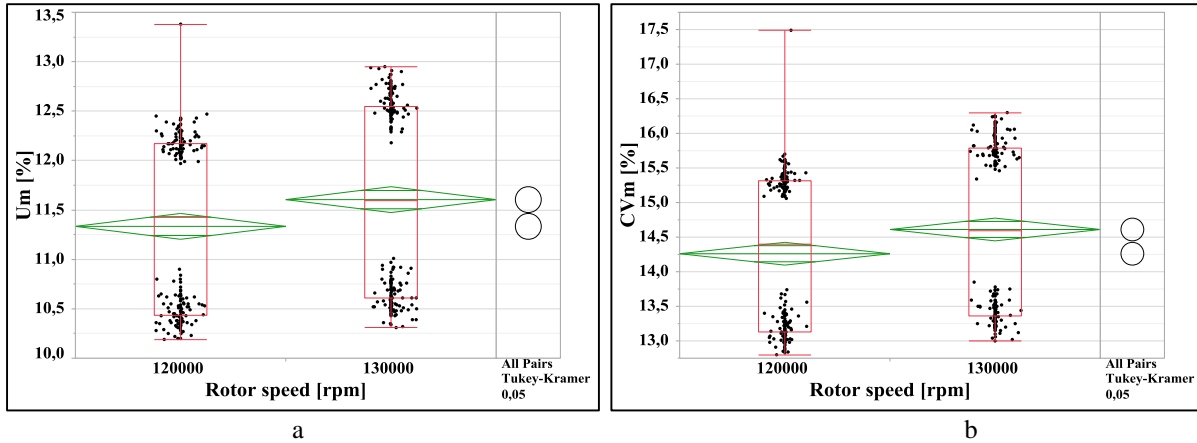 13,5
13,0
12,5
12,0
11,5
11,0
10,5
10,0
Um [%]
120000
130000
Rotor speed [rpm]
All Pairs
Tukey-Kramer
0,05
a
17,5
17,0
16,5
16,0
15,5
15,0
14,5
14,0
13,5
13,0
CVm [%]
120000
130000
Rotor speed [rpm]
All Pairs
Tukey-Kramer
0,05
b